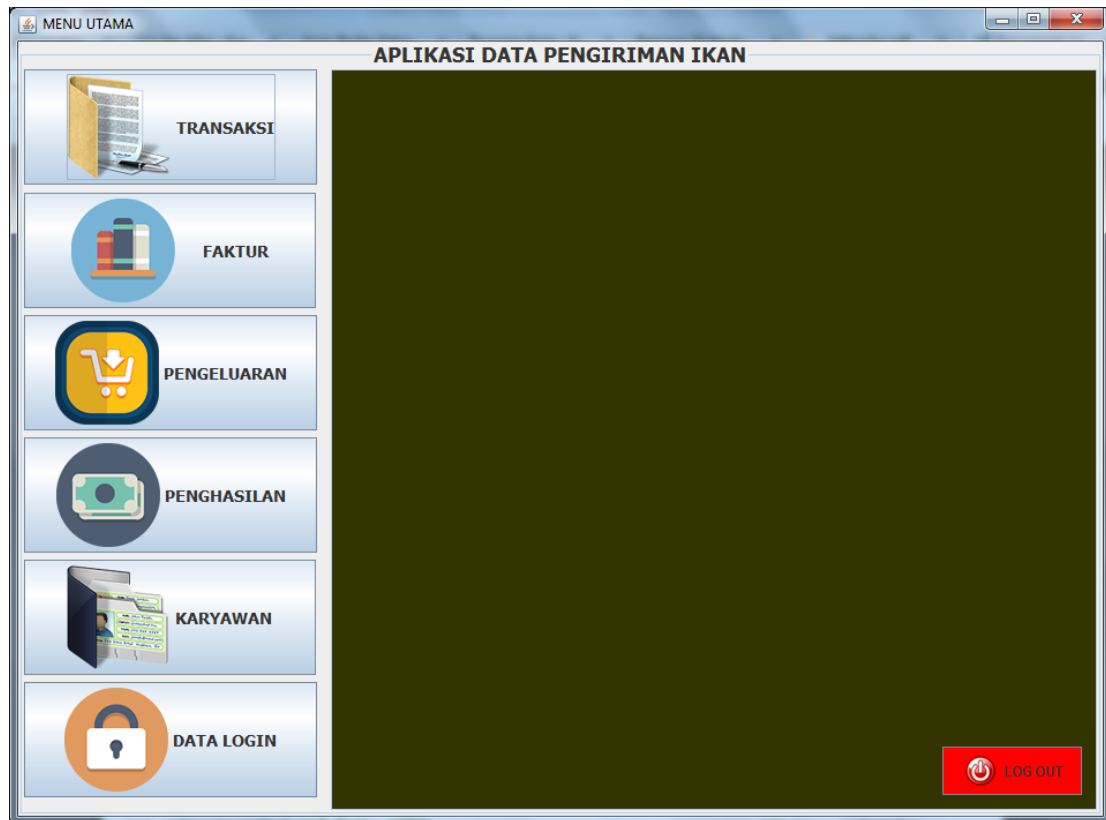 MENU UTAMA
APLIKASI DATA PENGIRIMAN IKAN
TRANSAKSI
FAKTUR
PENGELUARAN
PENGHASILAN
KARYAWAN
DATA LOGIN
LOG OUT